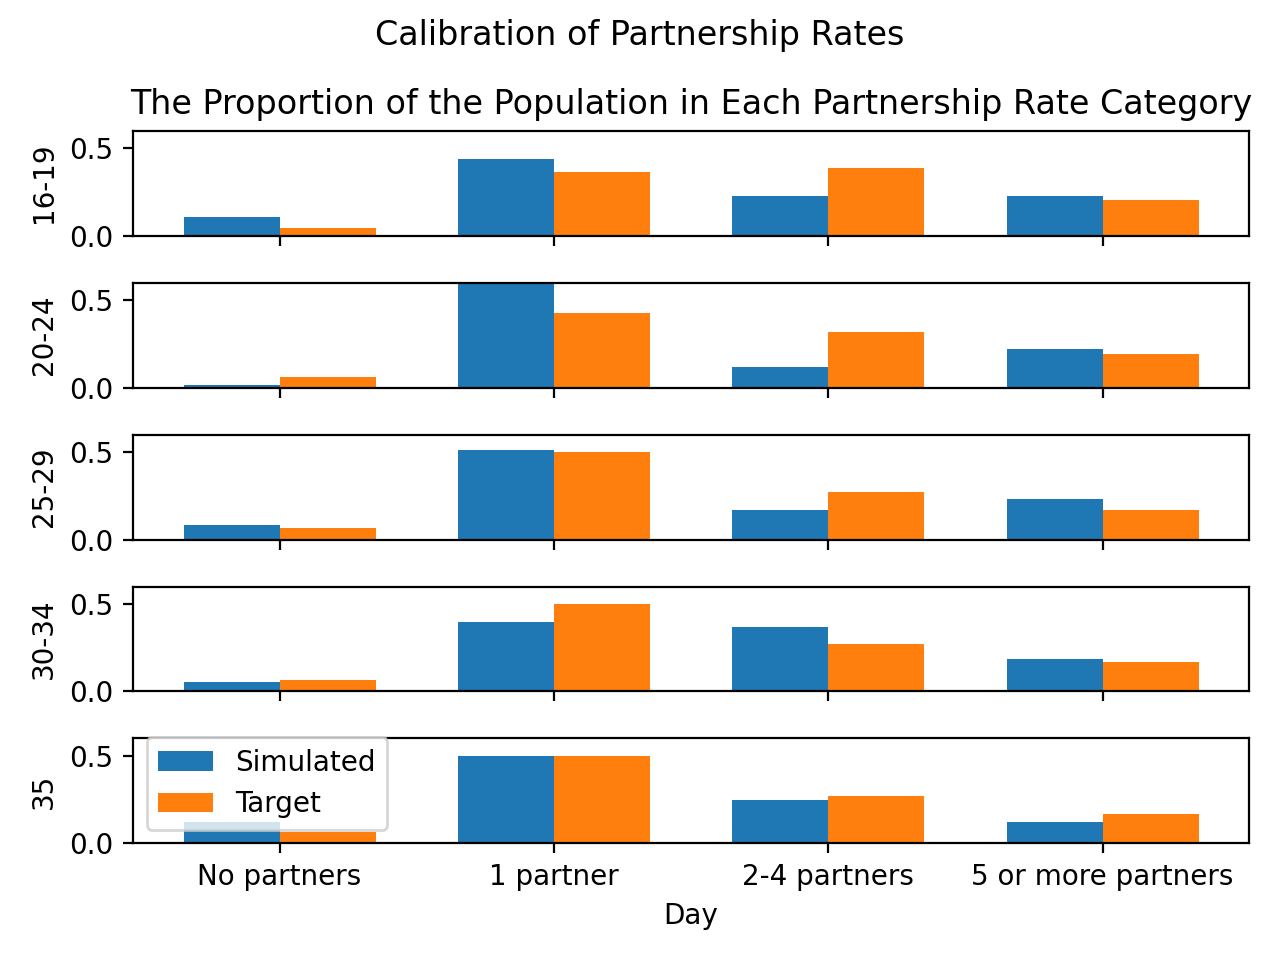 Calibration of Partnership Rates
The Proportion of the Population in Each Partnership Rate Category
0.5
0.0
16-19
0.5
0.0
20-24
0.5
0.0
25-29
0.5
0.0
30-34
0.5
0.0
35
Simulated
Target
No partners
1 partner
2-4 partners
5 or more partners
Day